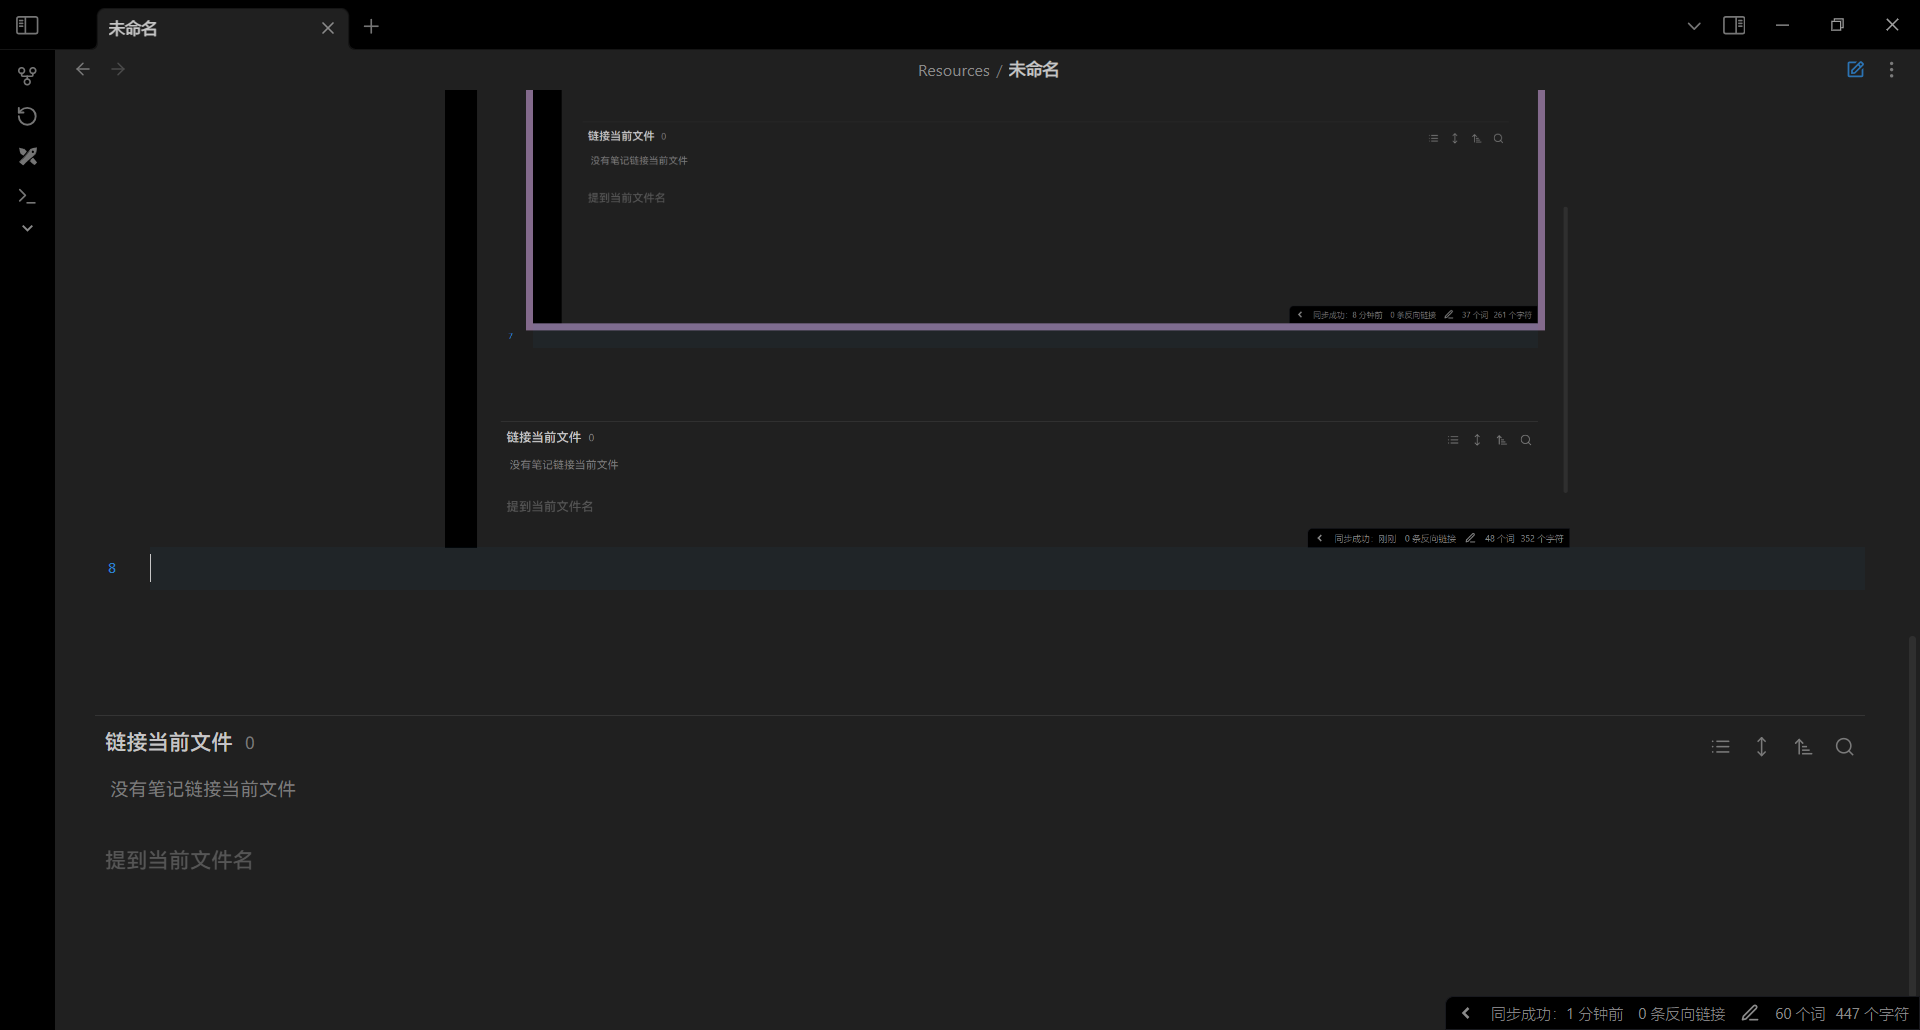 未命名
Resources / 未命名
链接当前文件 0
没有笔记链接当前文件
提到当前文件名
同步成功: 8 分钟前 0 条反向链接 37 个词 261 个字符
7
链接当前文件 0
没有笔记链接当前文件
提到当前文件名
同步成功: 刚刚 0 条反向链接 48 个词 352 个字符
8
链接当前文件 0
没有笔记链接当前文件
提到当前文件名
同步成功: 1 分钟前 0 条反向链接 60 个词 447 个字符